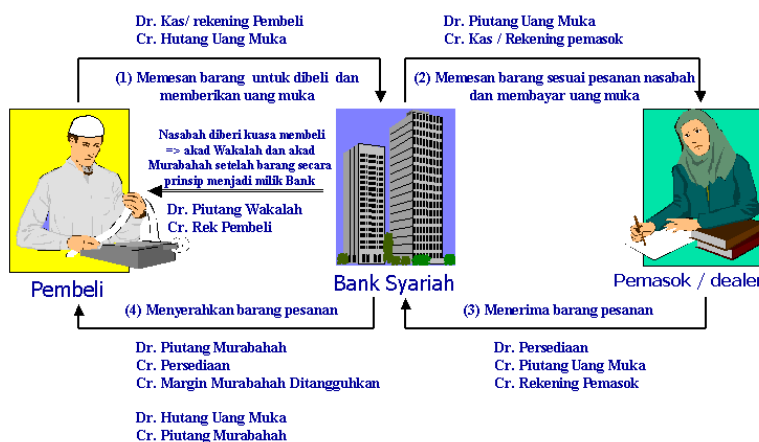 Dr. Kas/ rekening Pembeli
Cr. Hutang Uang Muka
Dr. Piutang Uang Muka
Cr. Kas / Rekening pemasok
(1) Memesan barang untuk dibeli dan
memberikan uang muka
(2) Memesan barang sesuai pesanan nasabah
dan membayar uang muka
Nasabah diberi kuasa membeli
=> akad Wakalah dan akad
Murabahah setelah barang secara
prinsip menjadi milik Bank
Dr. Piutang Wakalah
Cr. Rek Pembeli
Pembeli
Bank Syariah
Pemasok / dealer
(4) Menyerahkan barang pesanan
(3) Menerima barang pesanan
Dr. Piutang Murabahah
Cr. Persediaan
Cr. Margin Murabahah Ditangguhkan
Dr. Persediaan
Cr. Piutang Uang Muka
Cr. Rekening Pemasok
Dr. Hutang Uang Muka
Cr. Piutang Murabahah